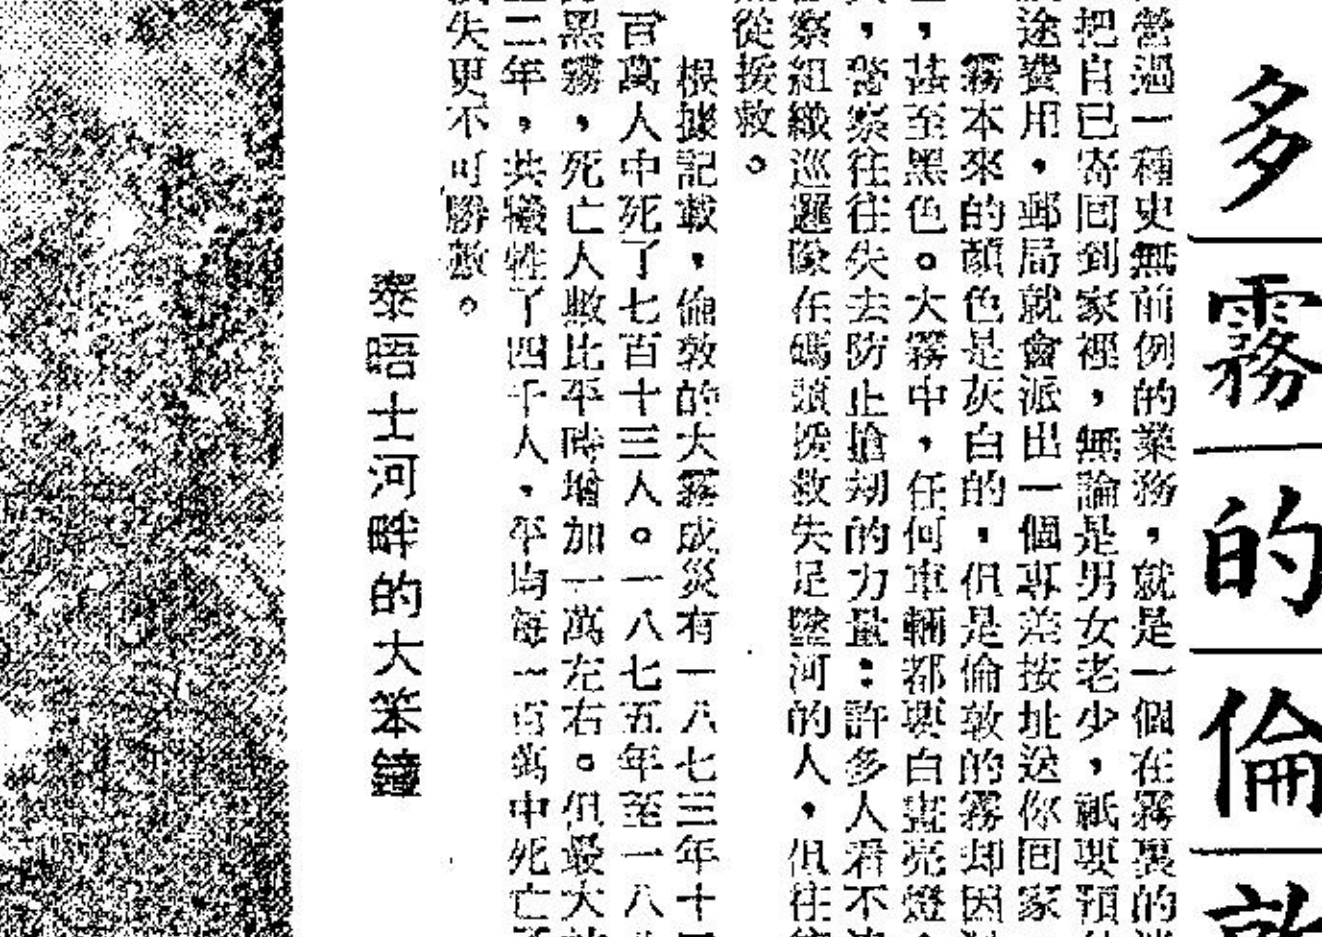 多霧的倫敦
營過一種史無前例的業務，就是一個在霧裏的
把自己寄回到家裡，無論是男女老少，祇要預
途費用，郵局就會派出一個專差按址送你回家
霧本來的顏色是灰白的，但是倫敦的霧却因
，甚至黑色。大霧中，任何車輛都要白晝亮燈，
，警察往往失去防止搶刼的力量：許多人看不清
察組織巡邏隊在碼頭援救失足墜河的人，但往往
從援救。
根據記載，倫敦的大霧成災有一八七三年十二
百萬人中死了七百十三人。一八七五年至一八
黑霧，死亡人數比平時增加一萬左右。但最大
二年，共犧牲了四千人，平均每一百萬中死亡
失更不可勝數。
泰晤士河畔的大笨鐘